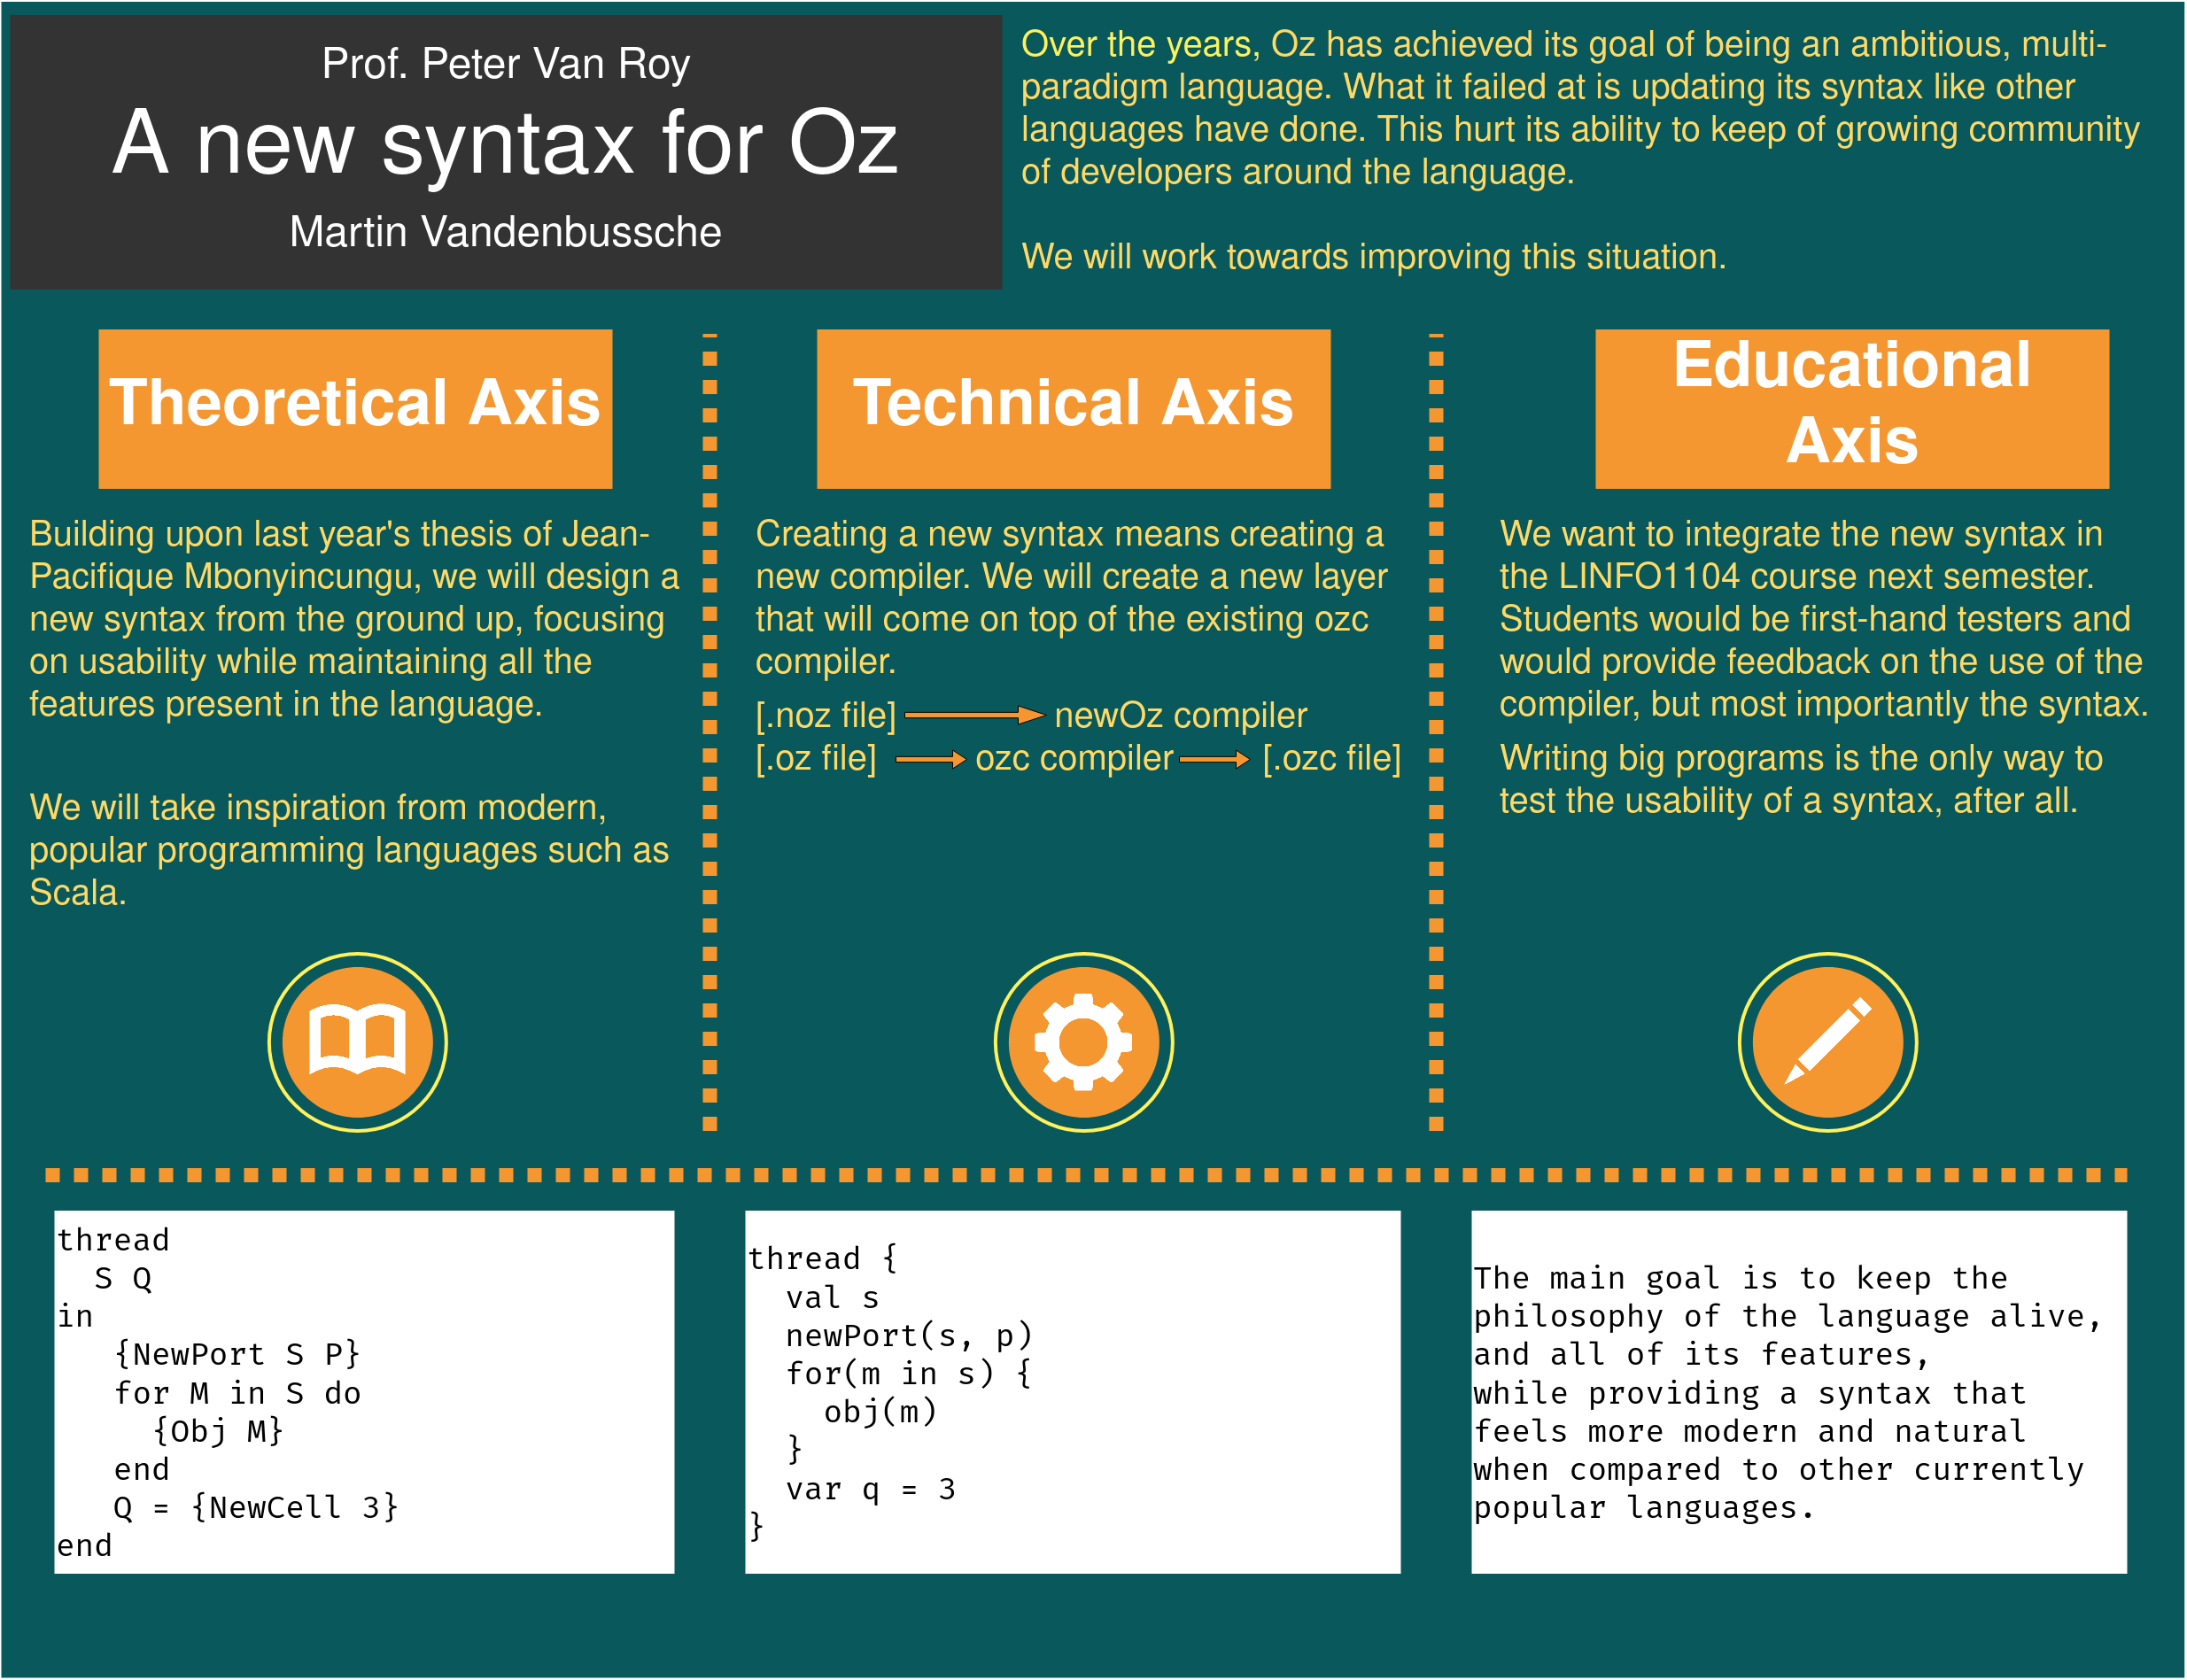 Prof. Peter Van Roy
A new syntax for Oz
Martin Vandenbussche
Over the years, Oz has achieved its goal of being an ambitious, multi-
paradigm language. What it failed at is updating its syntax like other
languages have done. This hurt its ability to keep of growing community
of developers around the language.
We will work towards improving this situation.
Theoretical Axis
Building upon last year's thesis of Jean-
Pacifique Mbonyincungu, we will design a
new syntax from the ground up, focusing
on usability while maintaining all the
features present in the language.
We will take inspiration from modern,
popular programming languages such as
Scala.
Technical Axis
Creating a new syntax means creating a
new compiler. We will create a new layer
that will come on top of the existing ozc
compiler.
[.noz file] newOz compiler
[.oz file] ozc compiler [.ozc file]
Educational
Axis
We want to integrate the new syntax in
the LINFO1104 course next semester.
Students would be first-hand testers and
would provide feedback on the use of the
compiler, but most importantly the syntax.
Writing big programs is the only way to
test the usability of a syntax, after all.
thread
  S Q
in
   {NewPort S P}
   for M in S do
     {Obj M}
   end
   Q = {NewCell 3}
end
thread {
  val s
  newPort(s, p)
  for(m in s) {
    obj(m)
  }
  var q = 3
}
The main goal is to keep the
philosophy of the language alive,
and all of its features,
while providing a syntax that
feels more modern and natural
when compared to other currently
popular languages.